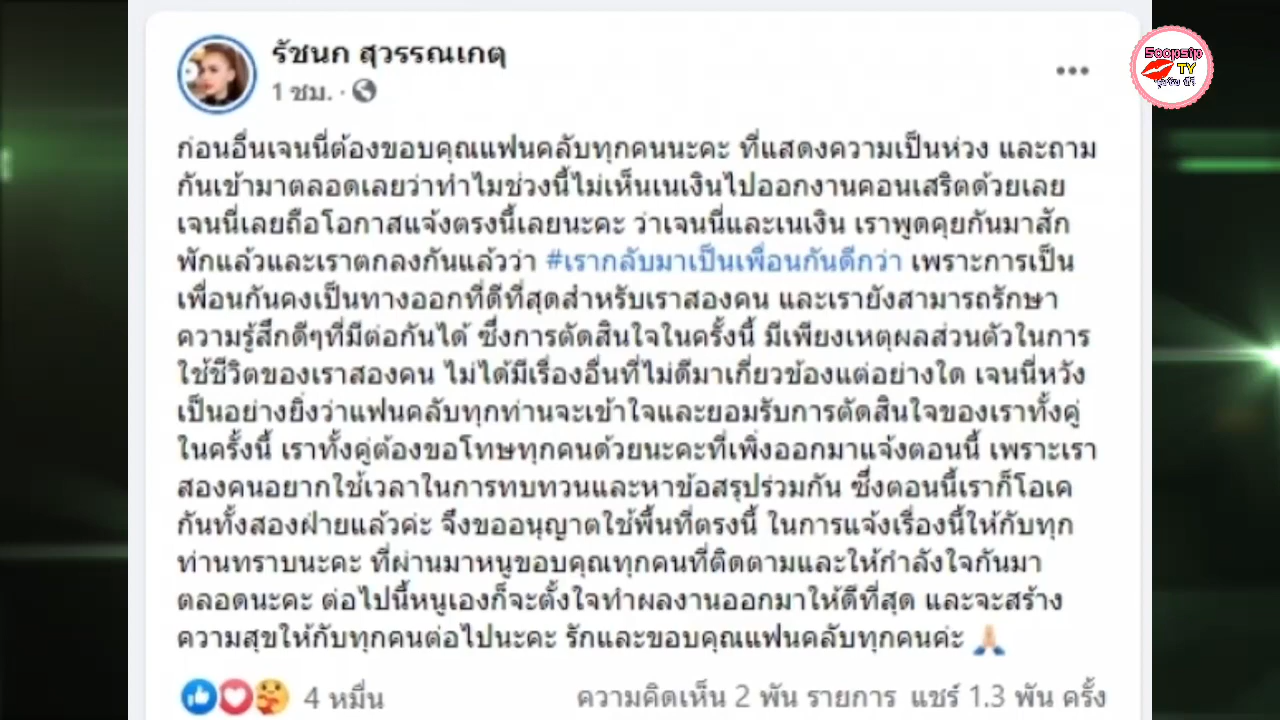 รัชนก สุวรรณเกตุ
1 ชม. ·
Soopsip
TV
ก่อนอื่นเจนนี่ต้องขอบคุณแฟนคลับทุกคนนะคะ ที่แสดงความเป็นห่วง และถาม
กันเข้ามาตลอดเลยว่าทำไมช่วงนี้ไม่เห็นเนเงินไปออกงานคอนเสริตด้วยเลย
เจนนี่เลยถือโอกาสแจ้งตรงนี้เลยนะคะ ว่าเจนนี่และเนเงิน เราพูดคุยกันมาสัก
พักแล้วและเราตกลงกันแล้วว่า #เรากลับมาเป็นเพื่อนกันดีกว่า เพราะการเป็น
เพื่อนกันคงเป็นทางออกที่ดีที่สุดสำหรับเราสองคน และเรายังสามารถรักษา
ความรู้สึกดีๆที่มีต่อกันได้ ซึ่งการตัดสินใจในครั้งนี้ มีเพียงเหตุผลส่วนตัวในการ
ใช้ชีวิตของเราสองคน ไม่ได้มีเรื่องอื่นที่ไม่ดีมาเกี่ยวข้องแต่อย่างใด เจนนี่หวัง
เป็นอย่างยิ่งว่าแฟนคลับทุกท่านจะเข้าใจและยอมรับการตัดสินใจของเราทั้งคู่
ในครั้งนี้ เราทั้งคู่ต้องขอโทษทุกคนด้วยนะคะที่เพิ่งออกมาแจ้งตอนนี้ เพราะเรา
สองคนอยากใช้เวลาในการทบทวนและหาข้อสรุปร่วมกัน ซึ่งตอนนี้เราก็โอเค
กันทั้งสองฝ่ายแล้วค่ะ จึงขออนุญาตใช้พื้นที่ตรงนี้ ในการแจ้งเรื่องนี้ให้กับทุก
ท่านทราบนะคะ ที่ผ่านมาหนูขอบคุณทุกคนที่ติดตามและให้กำลังใจกันมา
ตลอดนะคะ ต่อไปนี้หนูเองก็จะตั้งใจทำผลงานออกมาให้ดีที่สุด และจะสร้าง
ความสุขให้กับทุกคนต่อไปนะคะ รักและขอบคุณแฟนคลับทุกคนค่ะ 🙏🏻
4 หมื่น ความคิดเห็น 2 พัน รายการ แชร์ 1.3 พัน ครั้ง